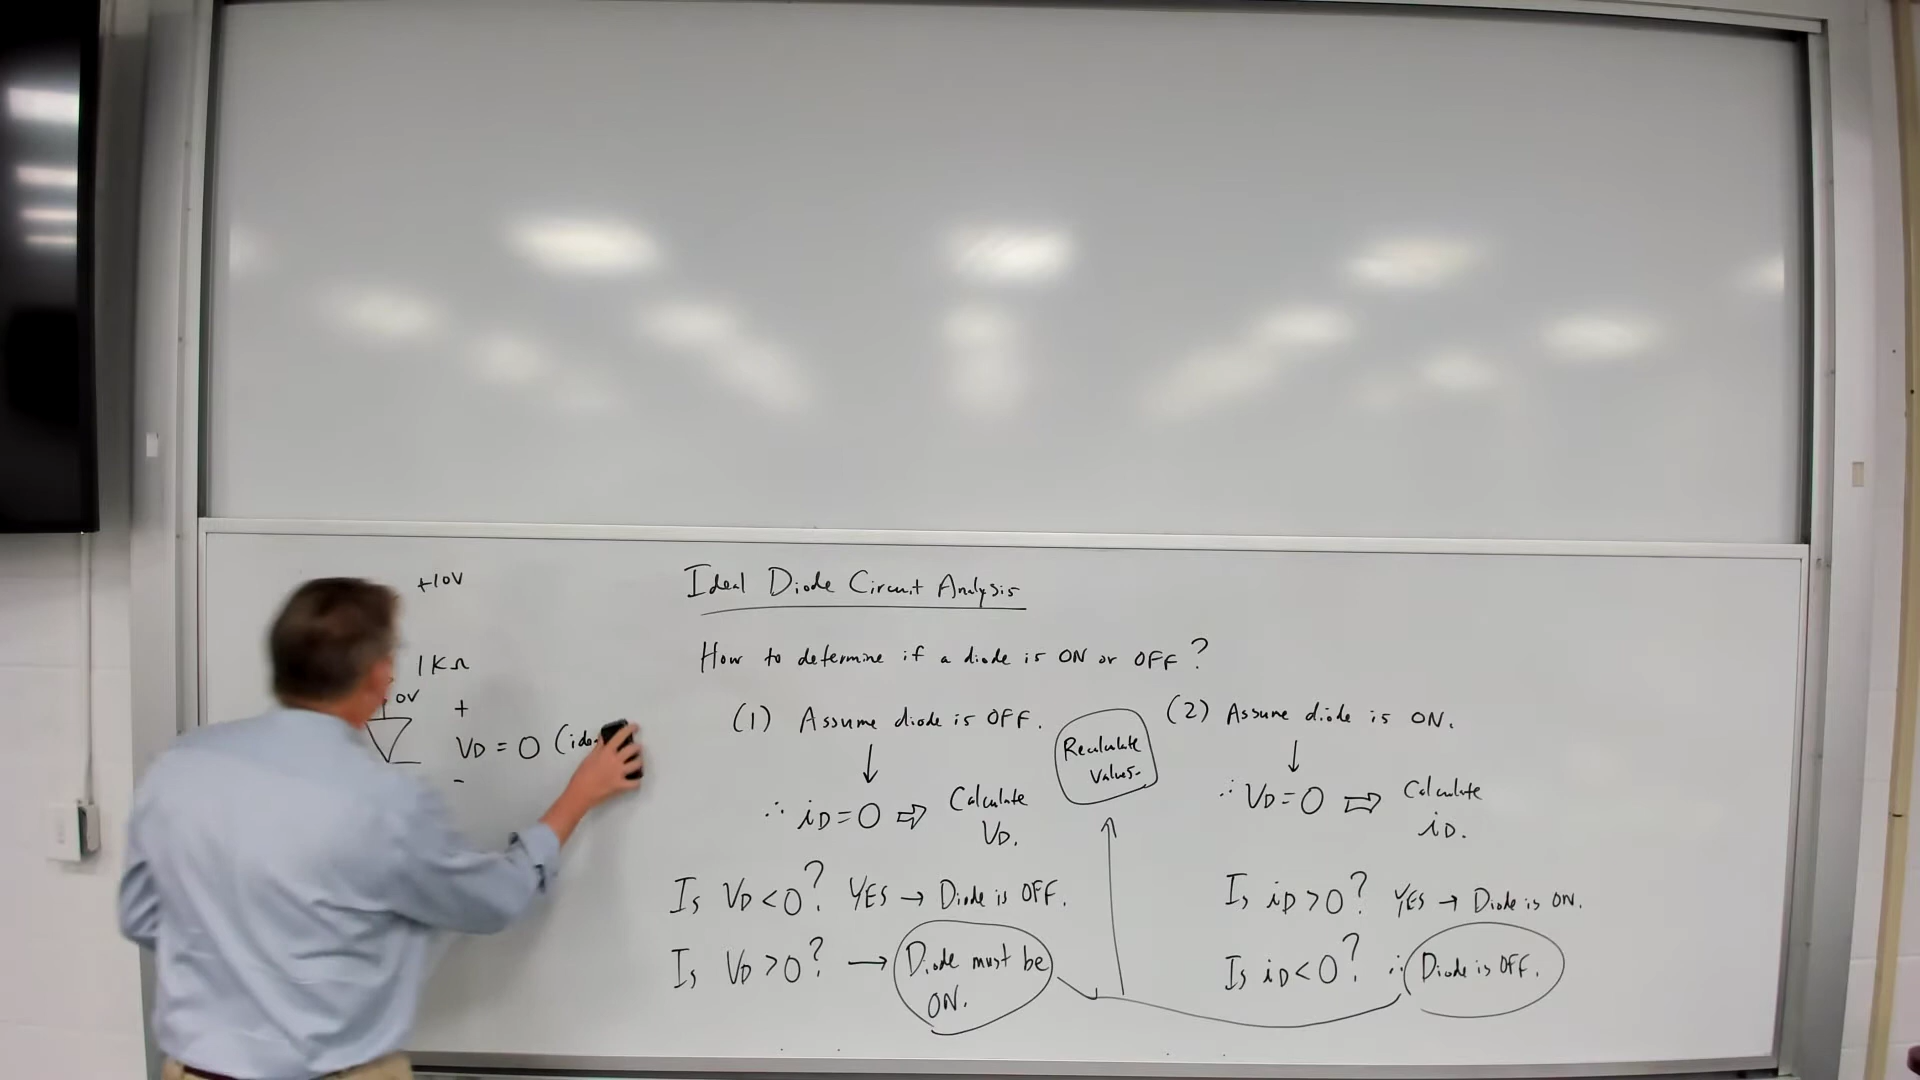 +10V
1KΩ
0V
+
VD = 0 (ide
-
Ideal Diode Circuit Analysis
How to determine if a diode is ON or OFF?
(1) Assume diode is OFF.
∴ iD = 0 ⇒ Calculate
VD.
Is VD < 0? YES → Diode is OFF.
Is VD > 0? → Diode must be
ON.
Recalculate
Values.
(2) Assume diode is ON.
∴ VD = 0 ⇒ Calculate
iD.
Is iD > 0? YES → Diode is ON.
Is iD < 0? ∴ Diode is OFF.